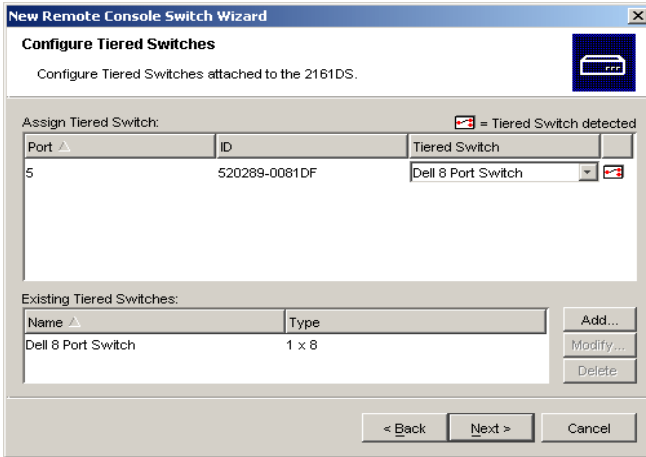 New Remote Console Switch Wizard
Configure Tiered Switches
Configure Tiered Switches attached to the 2161DS.
Assign Tiered Switch: = Tiered Switch detected
Port ID Tiered Switch
5 520289-0081DF Dell 8 Port Switch
Existing Tiered Switches:
Name Type Add...
Dell 8 Port Switch 1 x 8 Modify...
Delete
< Back Next > Cancel